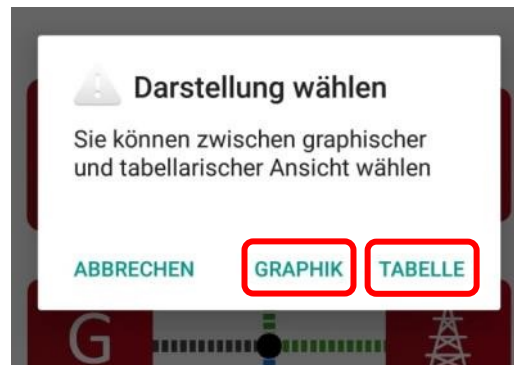 Darstellung wählen
Sie können zwischen graphischer
und tabellarischer Ansicht wählen
ABBRECHEN GRAPHIK TABELLE
G